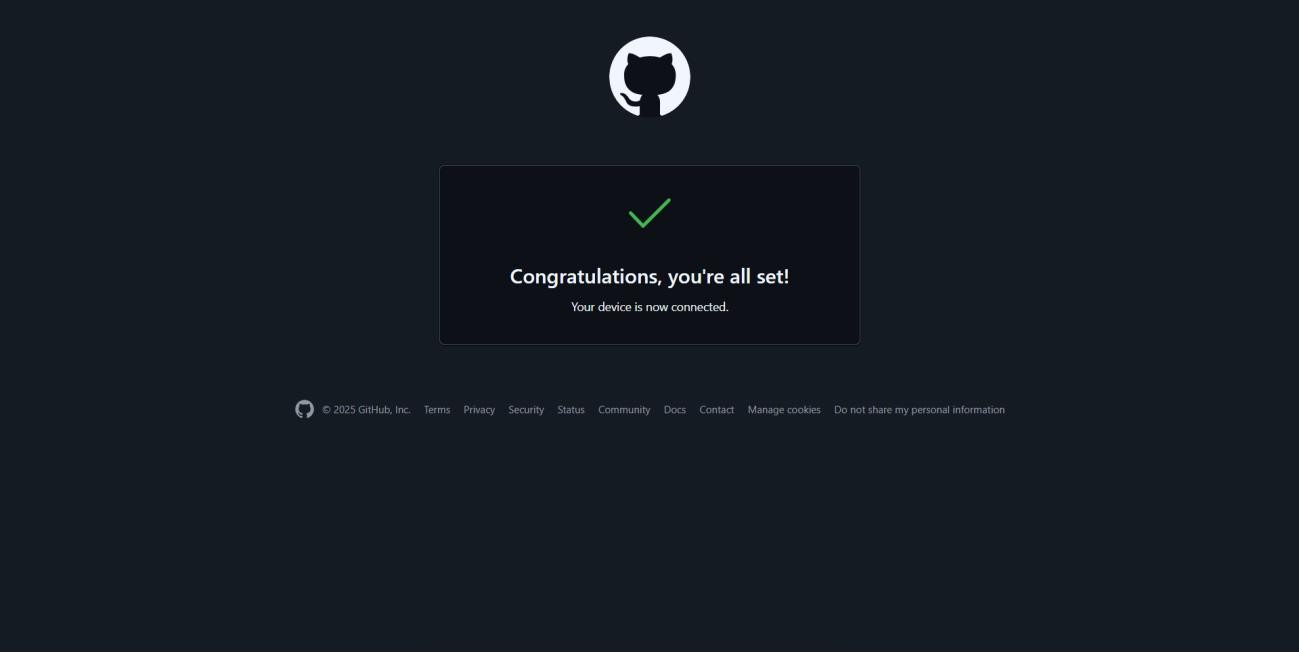 Congratulations, you're all set!
Your device is now connected.
© 2025 GitHub, Inc. Terms Privacy Security Status Community Docs Contact Manage cookies Do not share my personal information